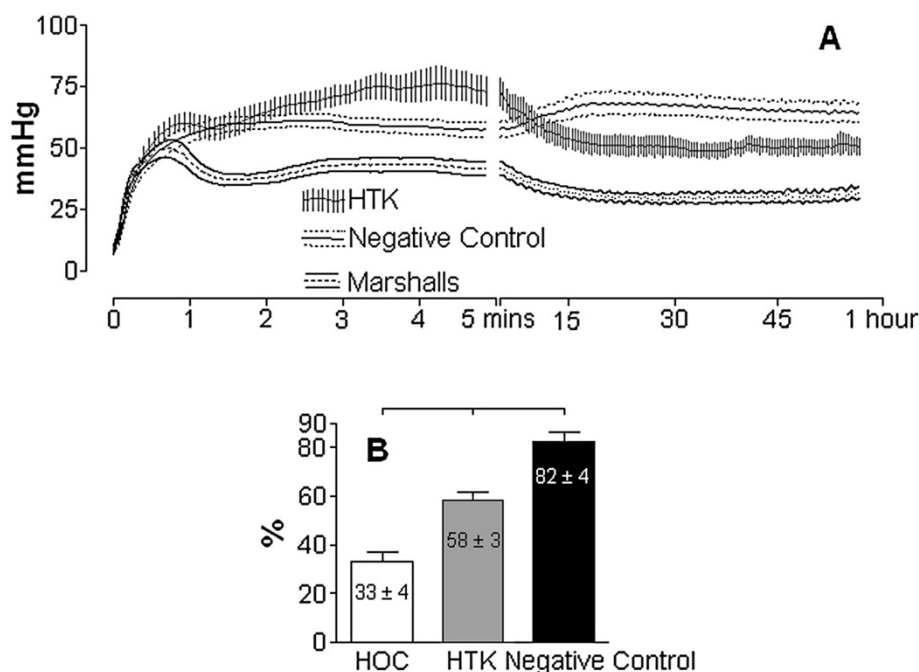 100
A
75
50
25
0
mmHg
HTK
Negative Control
Marshalls
0 1 2 3 4 5 mins 15 30 45 1 hour
90
80
60
40
20
0
%
B
33 ± 4
58 ± 3
82 ± 4
HOC HTK Negative Control